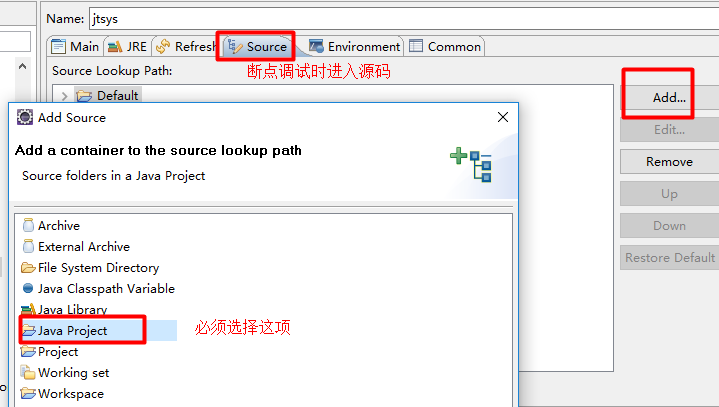 Name: jtsys
Main JRE Refresh Source Environment Common
Source Lookup Path:
断点调试时进入源码
Default
Add...
Edit...
Remove
Up
Down
Restore Default
Add Source
Add a container to the source lookup path
Source folders in a Java Project
Archive
External Archive
File System Directory
Java Classpath Variable
Java Library
Java Project
必须选择这项
Project
Working set
Workspace